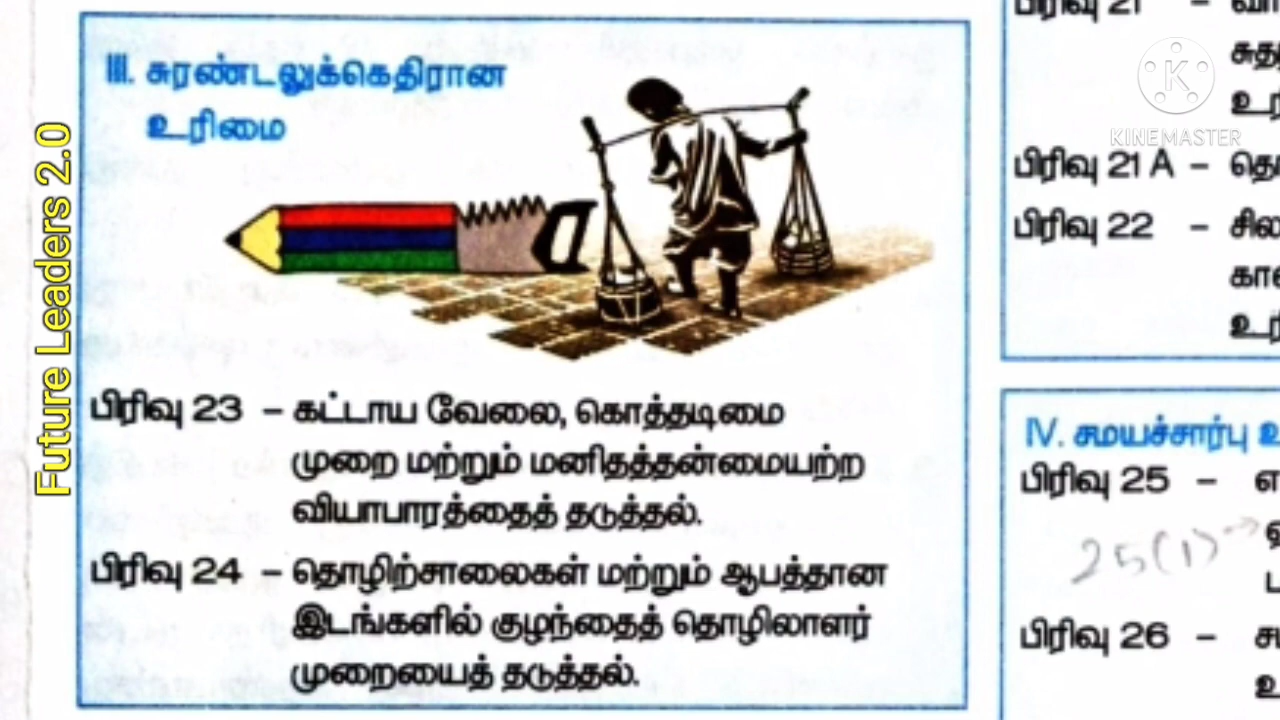 Future Leaders 2.0
III. சுரண்டலுக்கெதிரான
உரிமை
பிரிவு 23 – கட்டாய வேலை, கொத்தடிமை
முறை மற்றும் மனிதத்தன்மையற்ற
வியாபாரத்தைத் தடுத்தல்.
பிரிவு 24 – தொழிற்சாலைகள் மற்றும் ஆபத்தான
இடங்களில் குழந்தைத் தொழிலாளர்
முறையைத் தடுத்தல்.
பிரிவு 21 –
KINEMASTER
பிரிவு 21 A –
பிரிவு 22 –
IV. சமயச்சார்பு
பிரிவு 25 –
25(1) →
பிரிவு 26 –